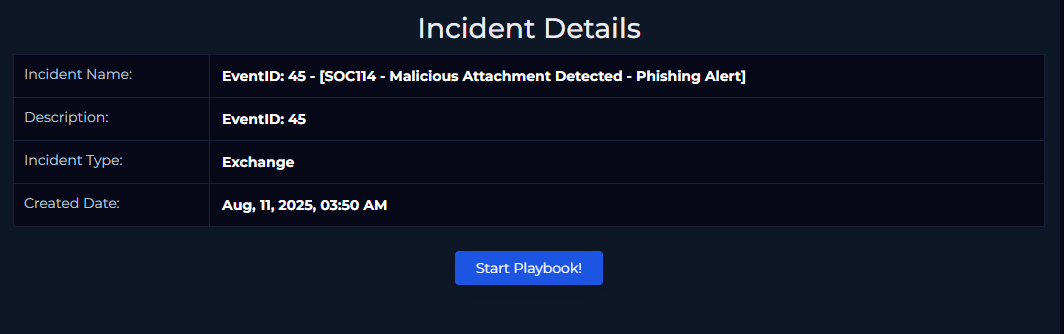 Incident Details
Incident Name: EventID: 45 - [SOC114 - Malicious Attachment Detected - Phishing Alert]
Description: EventID: 45
Incident Type: Exchange
Created Date: Aug, 11, 2025, 03:50 AM
Start Playbook!